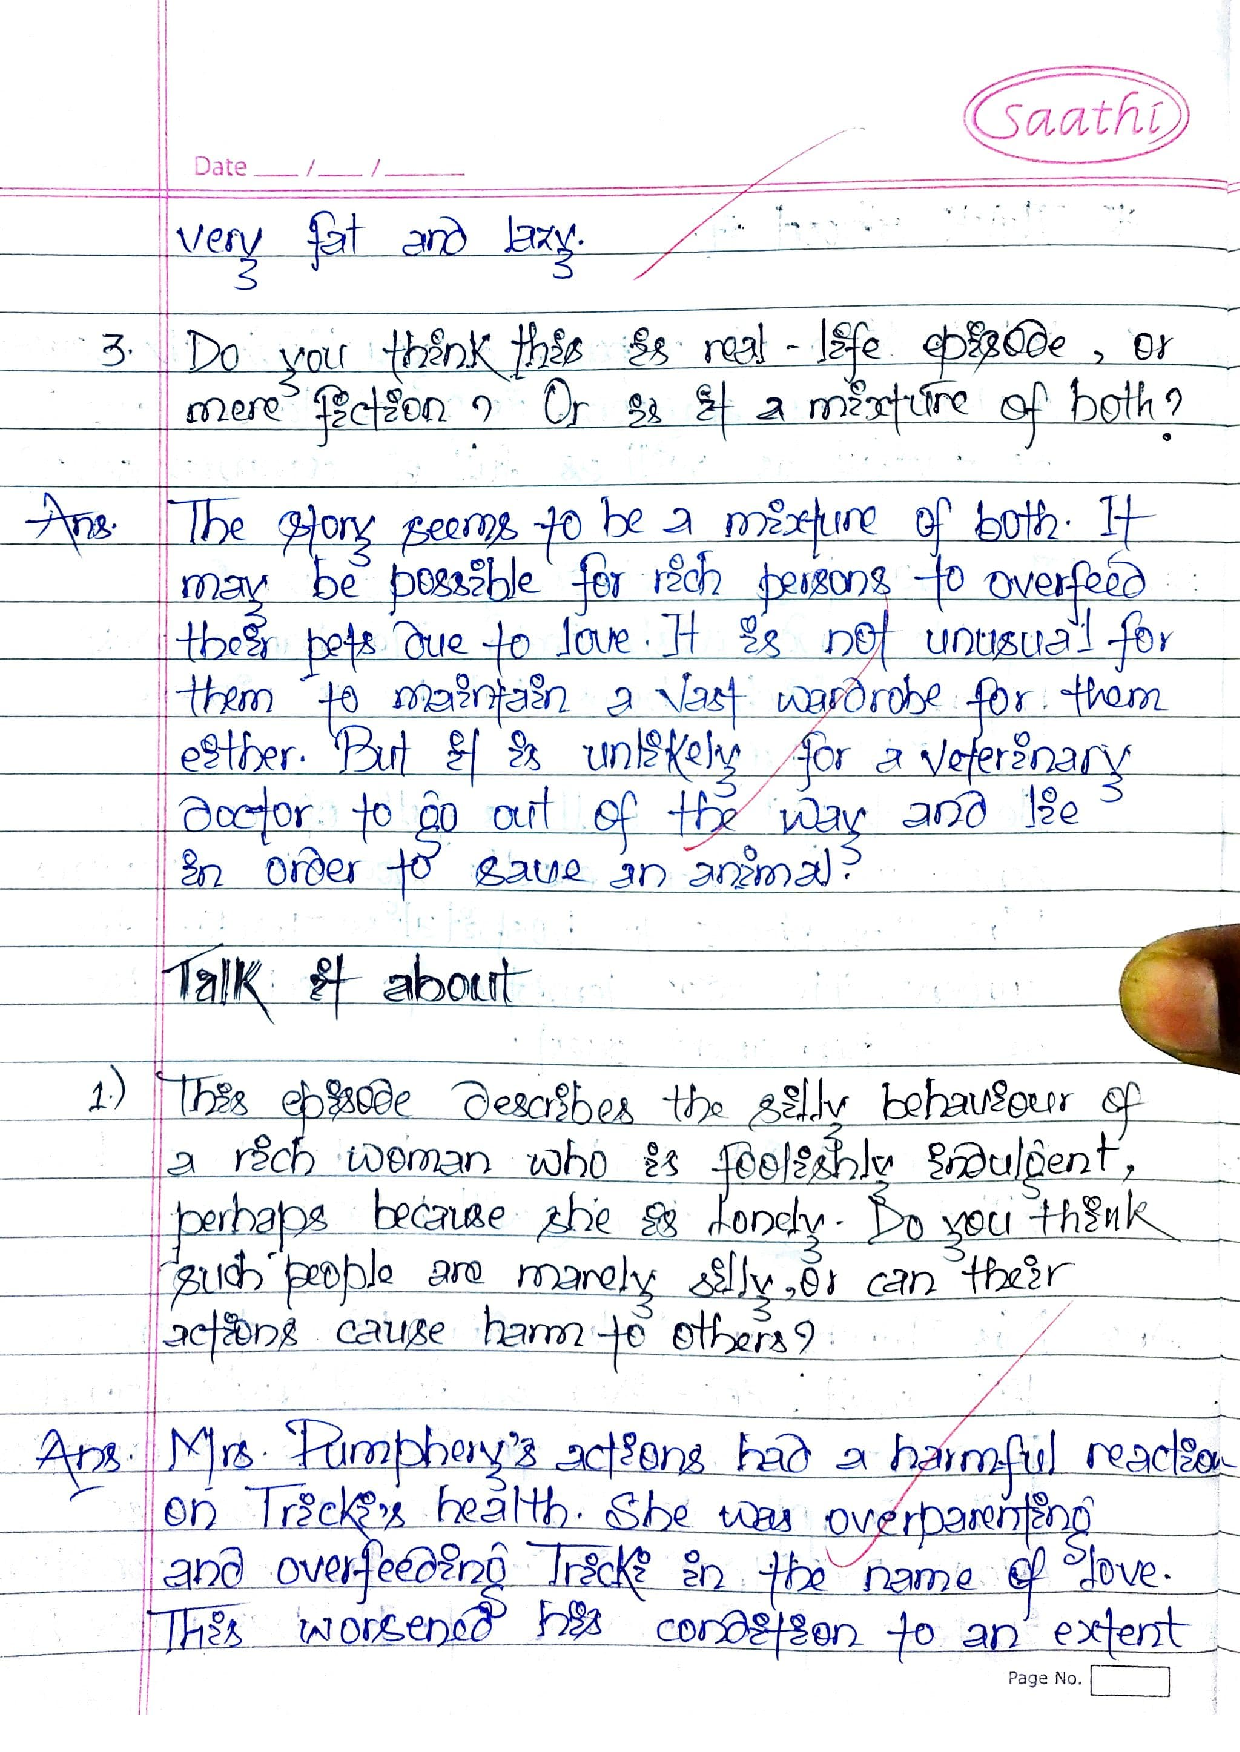 Saathi
Date ___/___/______
very fat and lazy.
3. Do you think this is real-life episode, or
mere fiction? Or is it a mixture of both?
Ans. The story seems to be a mixture of both. It
may be possible for rich persons to overfeed
their pets due to love. It is not unusual for
them to maintain a vast wardrobe for them
either. But it is unlikely for a veterinary
doctor to go out of the way and lie
in order to save an animal?
Talk it about
1.) This episode describes the silly behaviour of
a rich woman who is foolishly indulgent,
perhaps because she is lonely. Do you think
such people are marely silly, or can their
actions cause harm to others?
Ans. Mrs. Pumphery's actions had a harmful reaction
on Tricki's health. She was overparenting
and overfeeding Tricki in the name of love.
This worsened his condition to an extent
Page No.